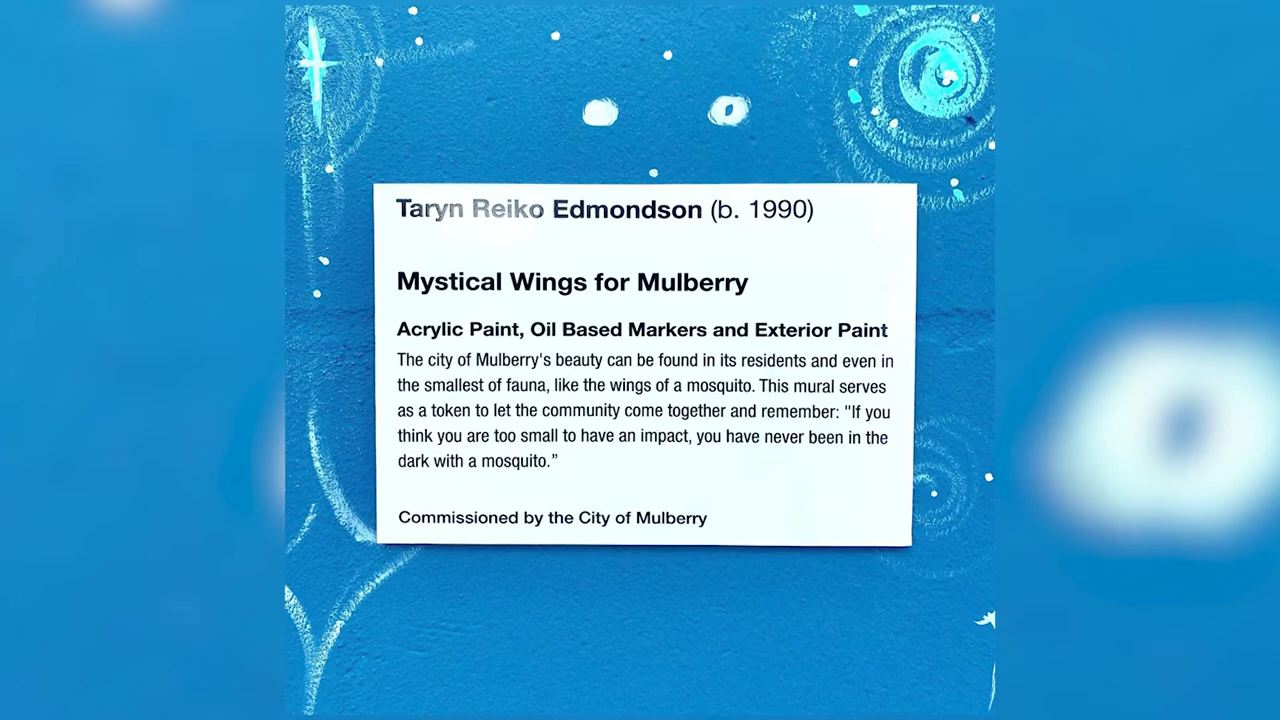 Taryn Reiko Edmondson (b. 1990)
Mystical Wings for Mulberry
Acrylic Paint, Oil Based Markers and Exterior Paint
The city of Mulberry's beauty can be found in its residents and even in
the smallest of fauna, like the wings of a mosquito. This mural serves
as a token to let the community come together and remember: "If you
think you are too small to have an impact, you have never been in the
dark with a mosquito.”
Commissioned by the City of Mulberry